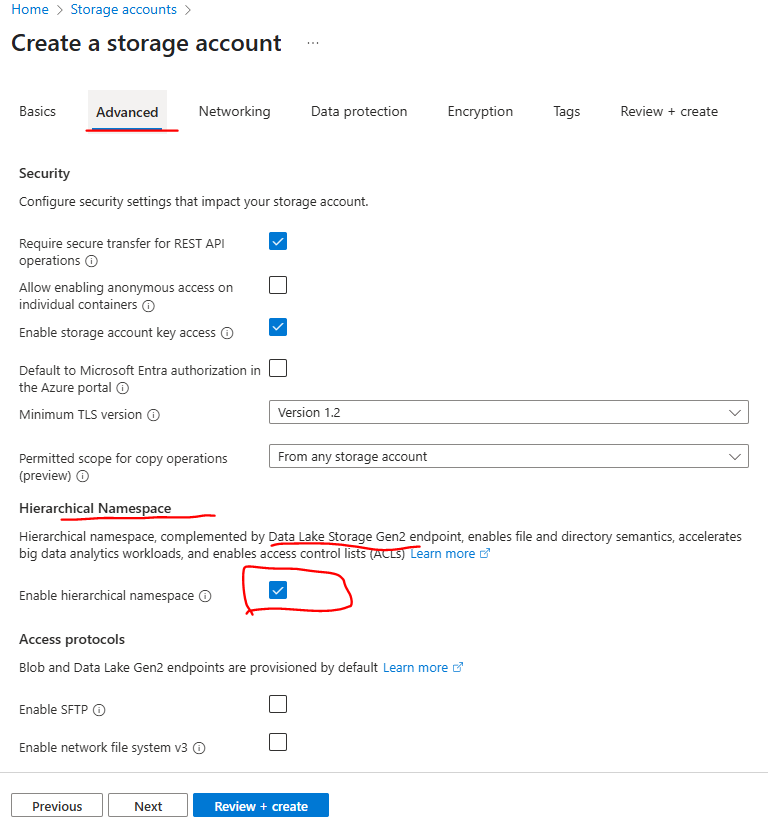 Home > Storage accounts >
Create a storage account ...
Basics Advanced Networking Data protection Encryption Tags Review + create
Security
Configure security settings that impact your storage account.
Require secure transfer for REST API
operations
Allow enabling anonymous access on
individual containers
Enable storage account key access
Default to Microsoft Entra authorization in
the Azure portal
Minimum TLS version
Version 1.2
Permitted scope for copy operations
(preview)
From any storage account
Hierarchical Namespace
Hierarchical namespace, complemented by Data Lake Storage Gen2 endpoint, enables file and directory semantics, accelerates
big data analytics workloads, and enables access control lists (ACLs) Learn more
Enable hierarchical namespace
Access protocols
Blob and Data Lake Gen2 endpoints are provisioned by default Learn more
Enable SFTP
Enable network file system v3
Previous Next Review + create